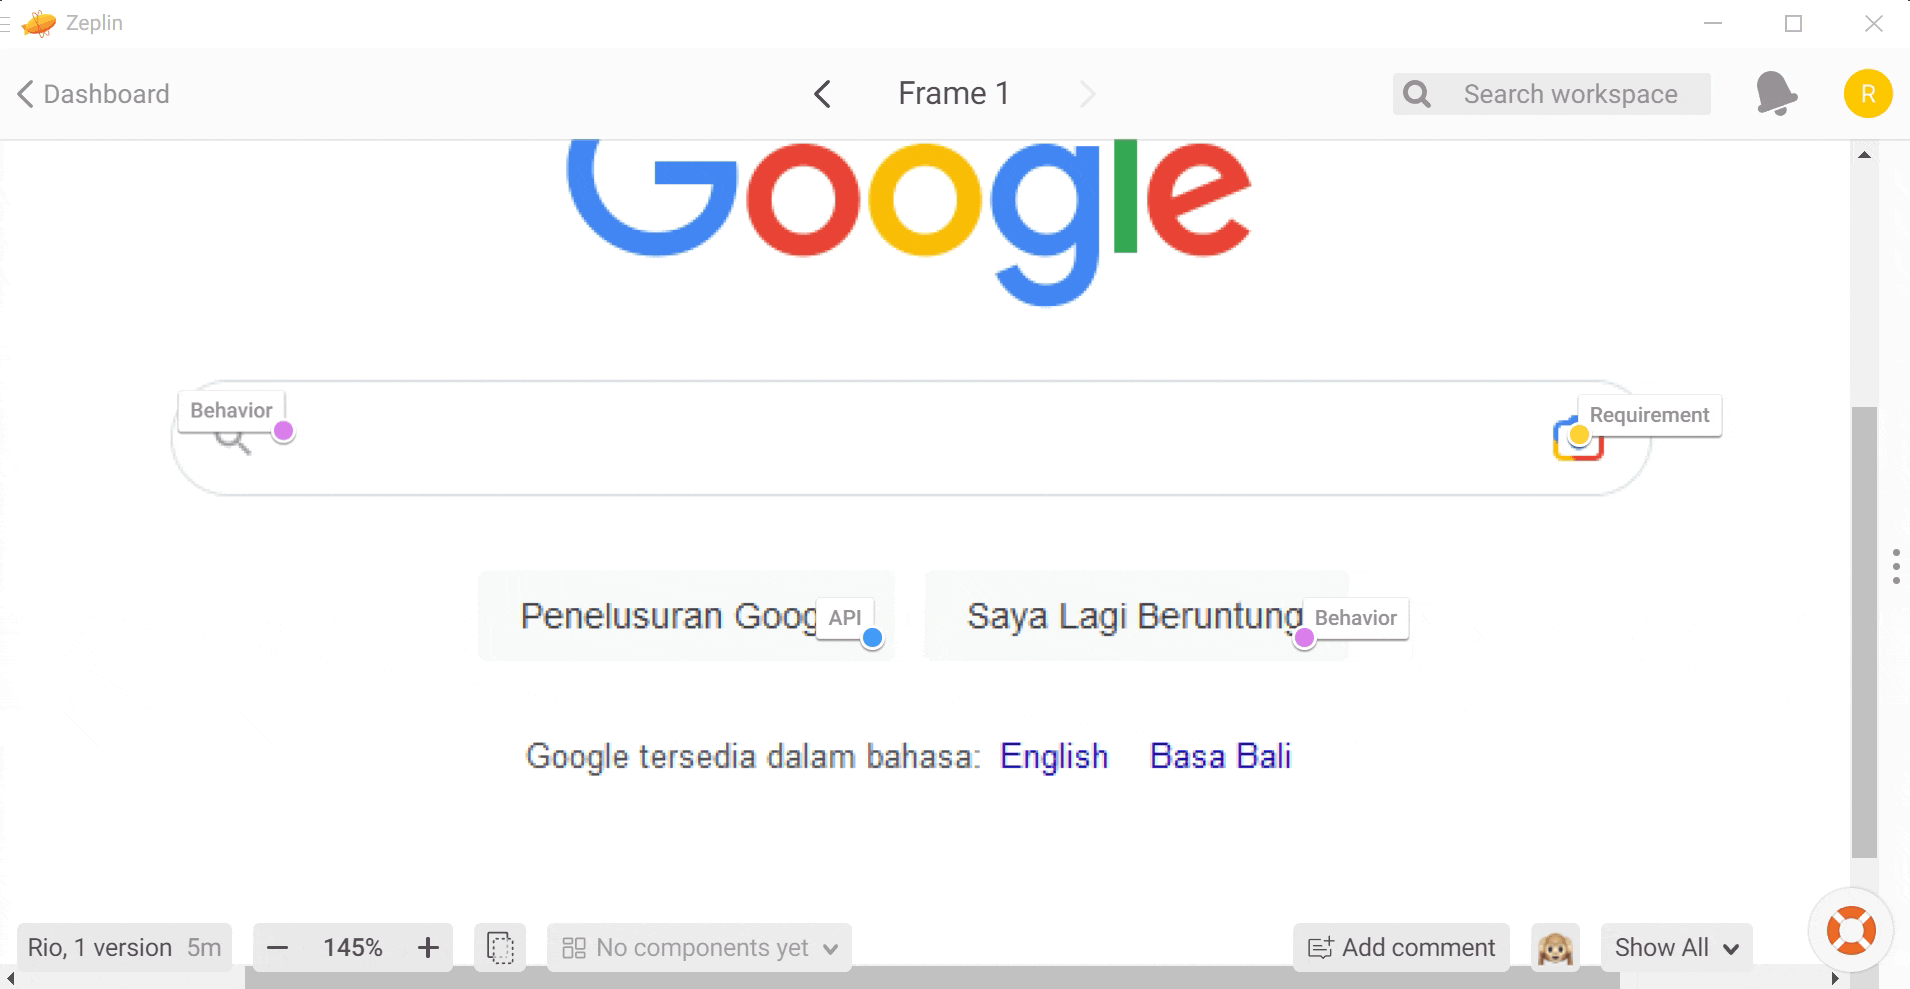 Zeplin
Dashboard
Frame 1
Search workspace
R
Google
Behavior
Requirement
Penelusuran Goog
API
Saya Lagi Beruntung
Behavior
Google tersedia dalam bahasa: English Basa Bali
Rio, 1 version 5m
145%
No components yet
Add comment
Show All